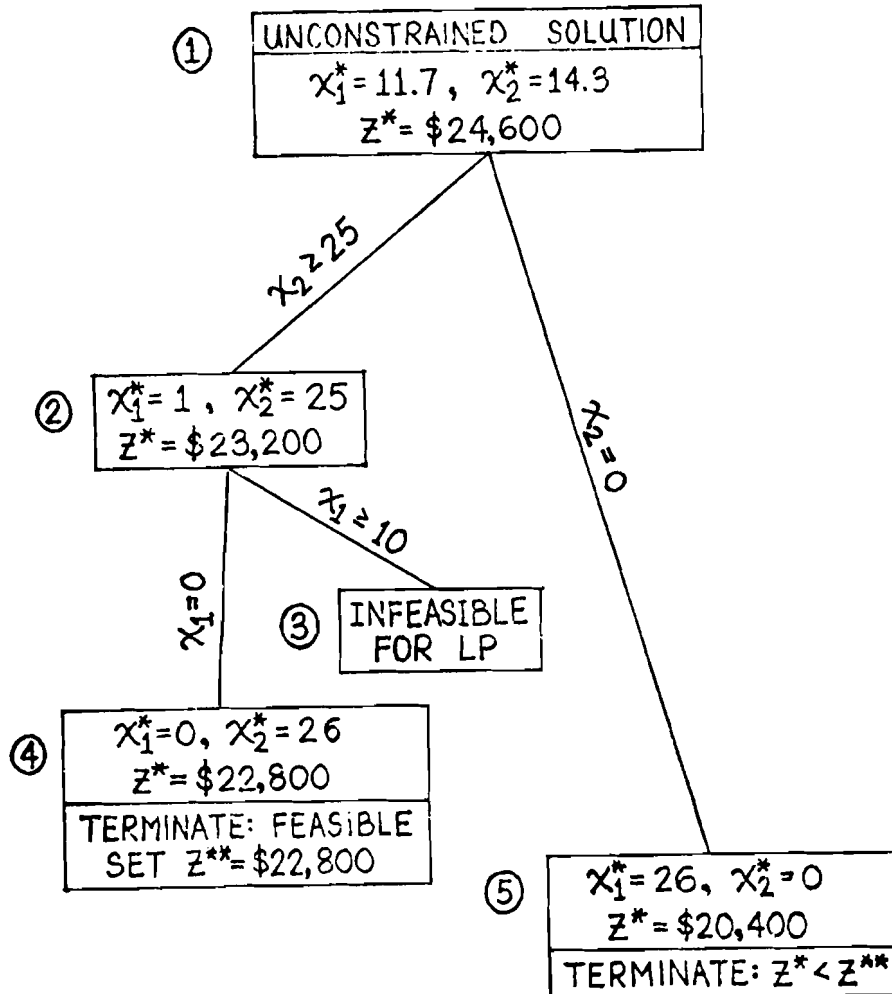 ①
UNCONSTRAINED SOLUTION
x₁* = 11.7, x₂* = 14.3
Z* = $24,600
x₂ ≥ 25
x₂ = 0
②
x₁* = 1, x₂* = 25
Z* = $23,200
x₁ = 0
x₁ ≥ 10
③
INFEASIBLE
FOR LP
④
x₁* = 0, x₂* = 26
Z* = $22,800
TERMINATE: FEASIBLE
SET Z** = $22,800
⑤
x₁* = 26, x₂* = 0
Z* = $20,400
TERMINATE: Z* < Z**